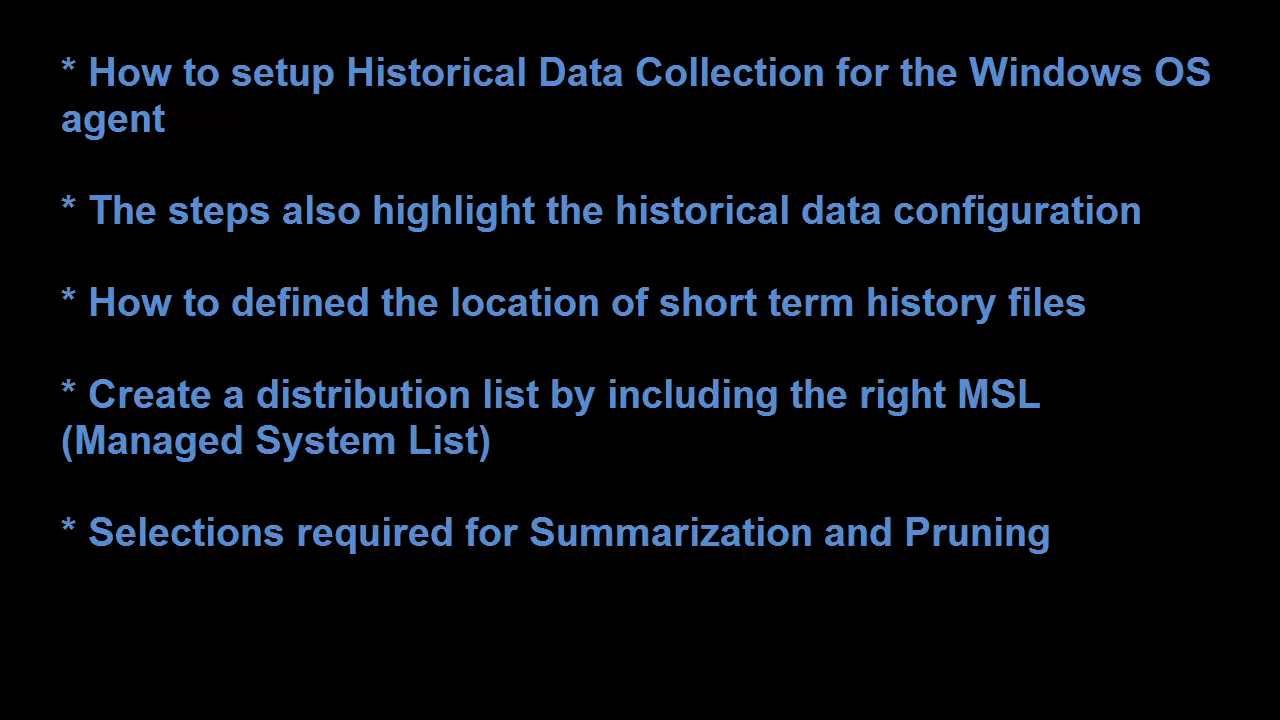 * How to setup Historical Data Collection for the Windows OS
agent
* The steps also highlight the historical data configuration
* How to defined the location of short term history files
* Create a distribution list by including the right MSL
(Managed System List)
* Selections required for Summarization and Pruning